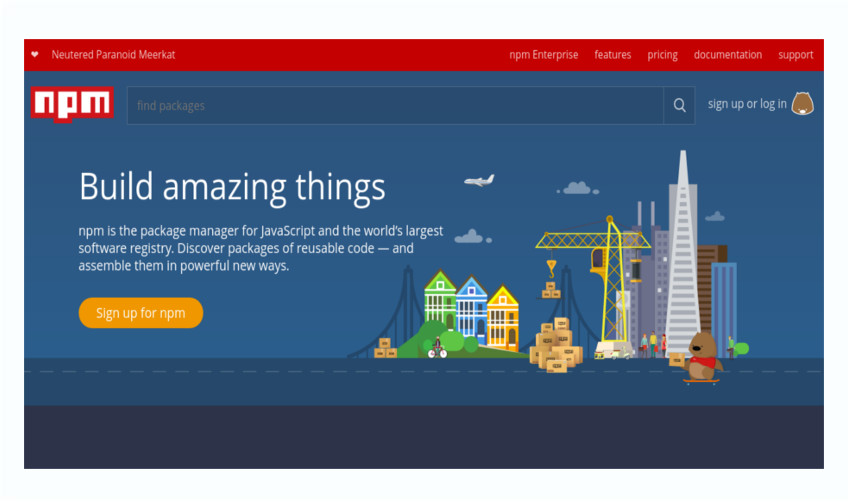 Neutered Paranoid Meerkat
npm Enterprise features pricing documentation support
npm
find packages
sign up or log in
Build amazing things
npm is the package manager for JavaScript and the world's largest
software registry. Discover packages of reusable code — and
assemble them in powerful new ways.
Sign up for npm